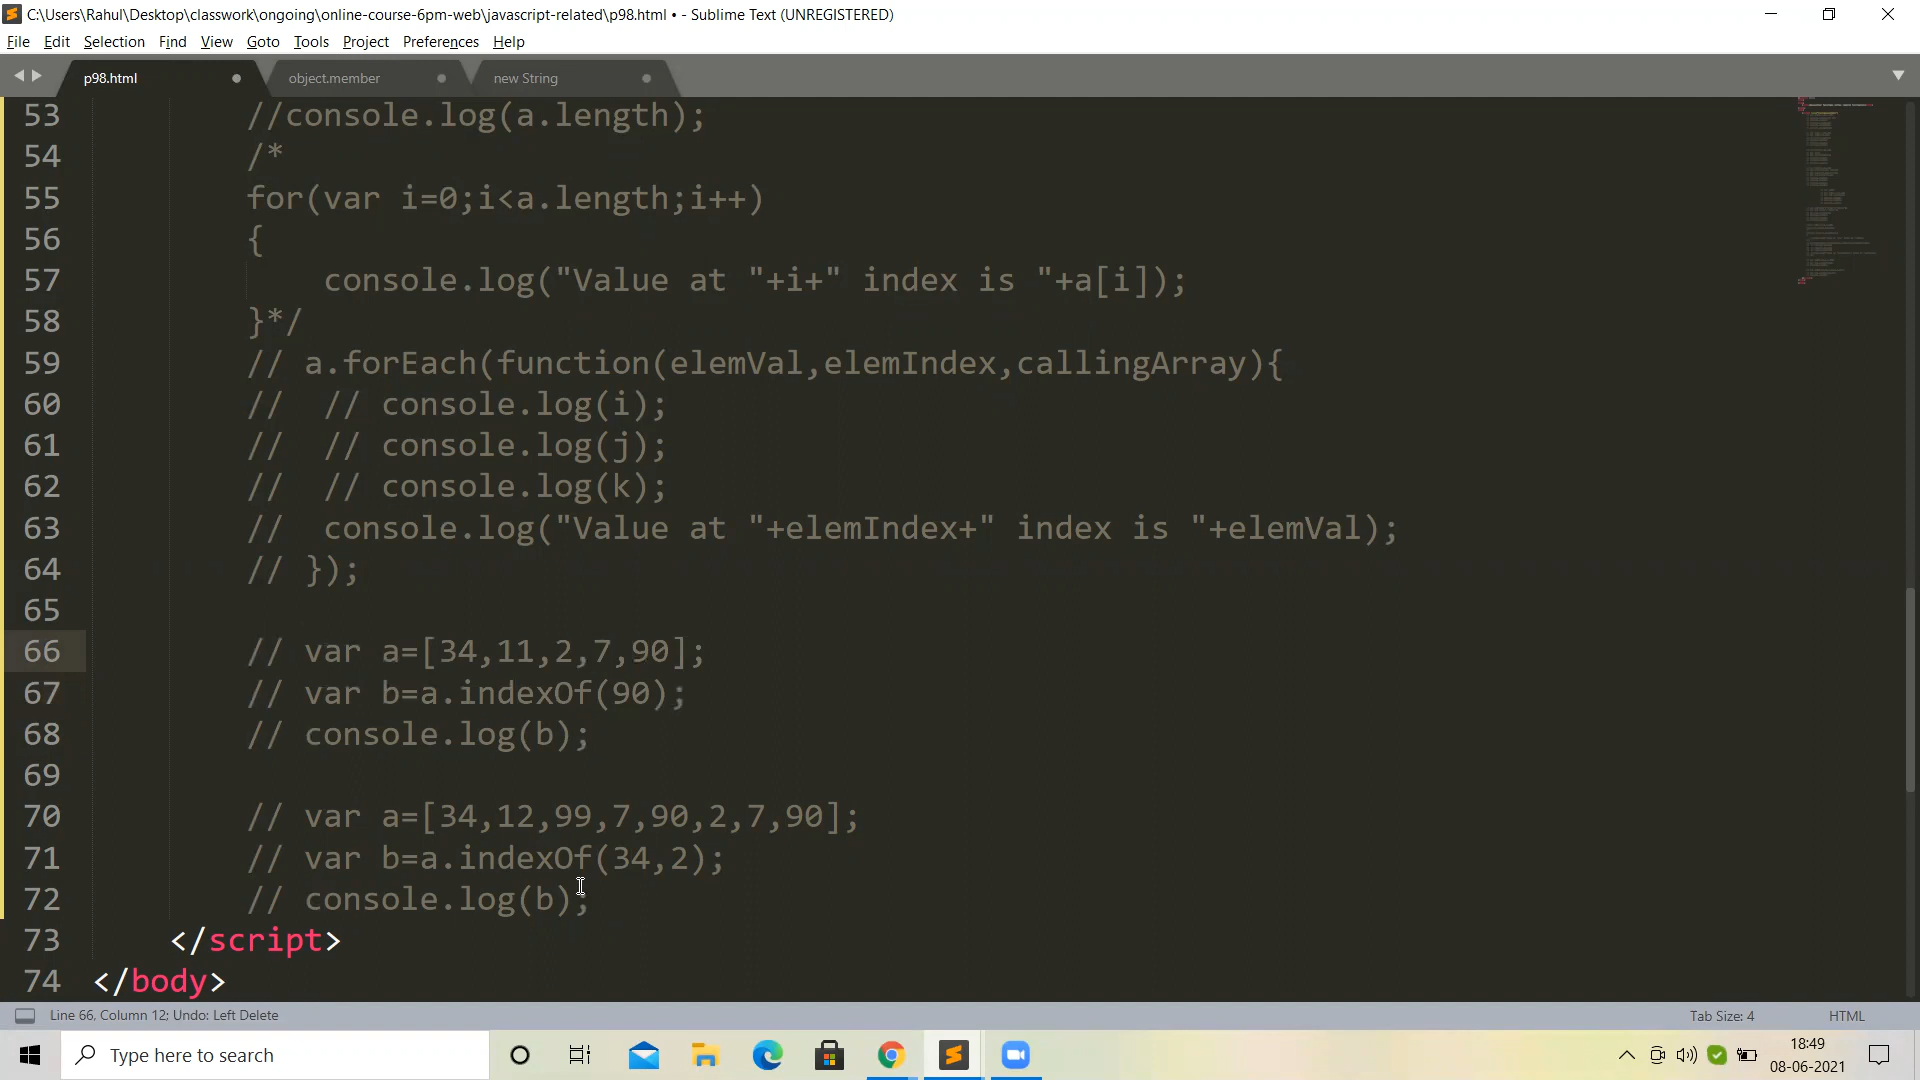 C:\Users\Rahul\Desktop\classwork\ongoing\online-course-6pm-web\javascript-related\p98.html • - Sublime Text (UNREGISTERED)
File Edit Selection Find View Goto Tools Project Preferences Help
p98.html object.member new String
53 //console.log(a.length);
54 /*
55 for(var i=0;i<a.length;i++)
56 {
57 console.log("Value at "+i+" index is "+a[i]);
58 }*/
59 // a.forEach(function(elemVal,elemIndex,callingArray){
60 // // console.log(i);
61 // // console.log(j);
62 // // console.log(k);
63 // console.log("Value at "+elemIndex+" index is "+elemVal);
64 // });
65
66 // var a=[34,11,2,7,90];
67 // var b=a.indexOf(90);
68 // console.log(b);
69
70 // var a=[34,12,99,7,90,2,7,90];
71 // var b=a.indexOf(34,2);
72 // console.log(b);
73 </script>
74 </body>
Line 66, Column 12; Undo: Left Delete Tab Size: 4 HTML
Type here to search 18:49
08-06-2021